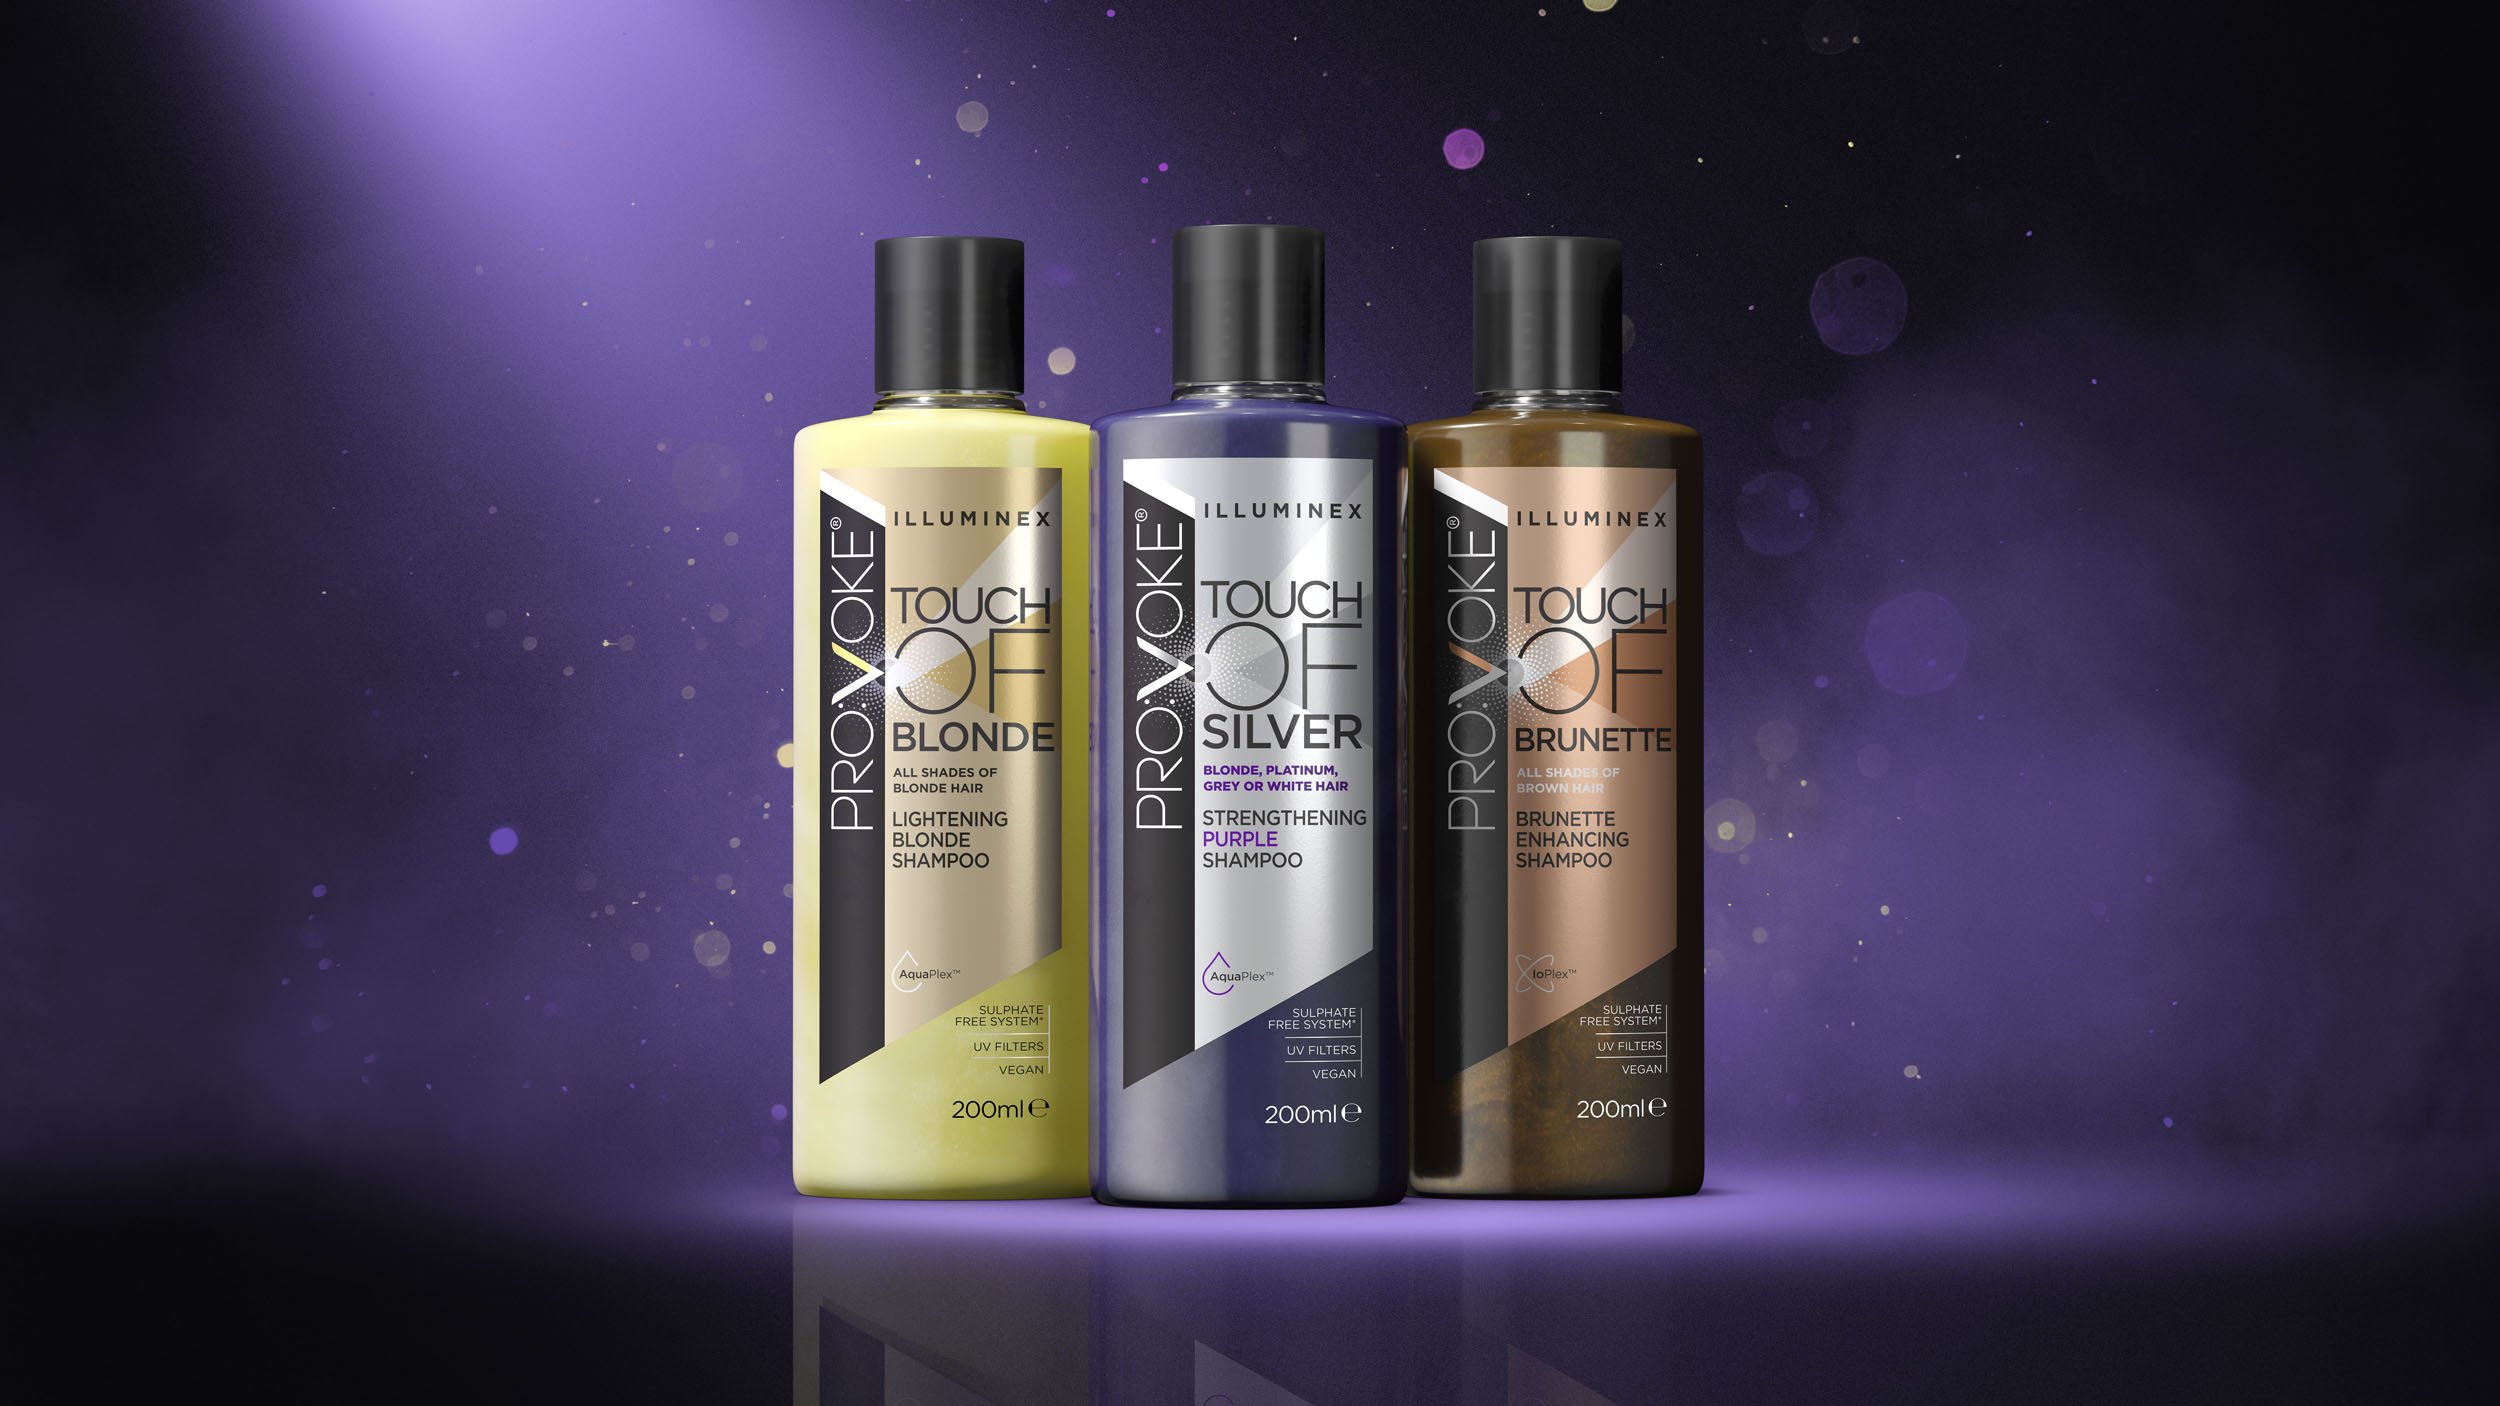 PRO:VOKE®
ILLUMINEX
TOUCH
OF
BLONDE
ALL SHADES OF
BLONDE HAIR
LIGHTENING
BLONDE
SHAMPOO
AquaPlex™
SULPHATE
FREE SYSTEM*
UV FILTERS
VEGAN
200ml℮
PRO:VOKE®
ILLUMINEX
TOUCH
OF
SILVER
BLONDE, PLATINUM,
GREY OR WHITE HAIR
STRENGTHENING
PURPLE
SHAMPOO
AquaPlex™
SULPHATE
FREE SYSTEM*
UV FILTERS
VEGAN
200ml℮
PRO:VOKE®
ILLUMINEX
TOUCH
OF
BRUNETTE
ALL SHADES OF
BROWN HAIR
BRUNETTE
ENHANCING
SHAMPOO
IoPlex™
SULPHATE
FREE SYSTEM*
UV FILTERS
VEGAN
200ml℮